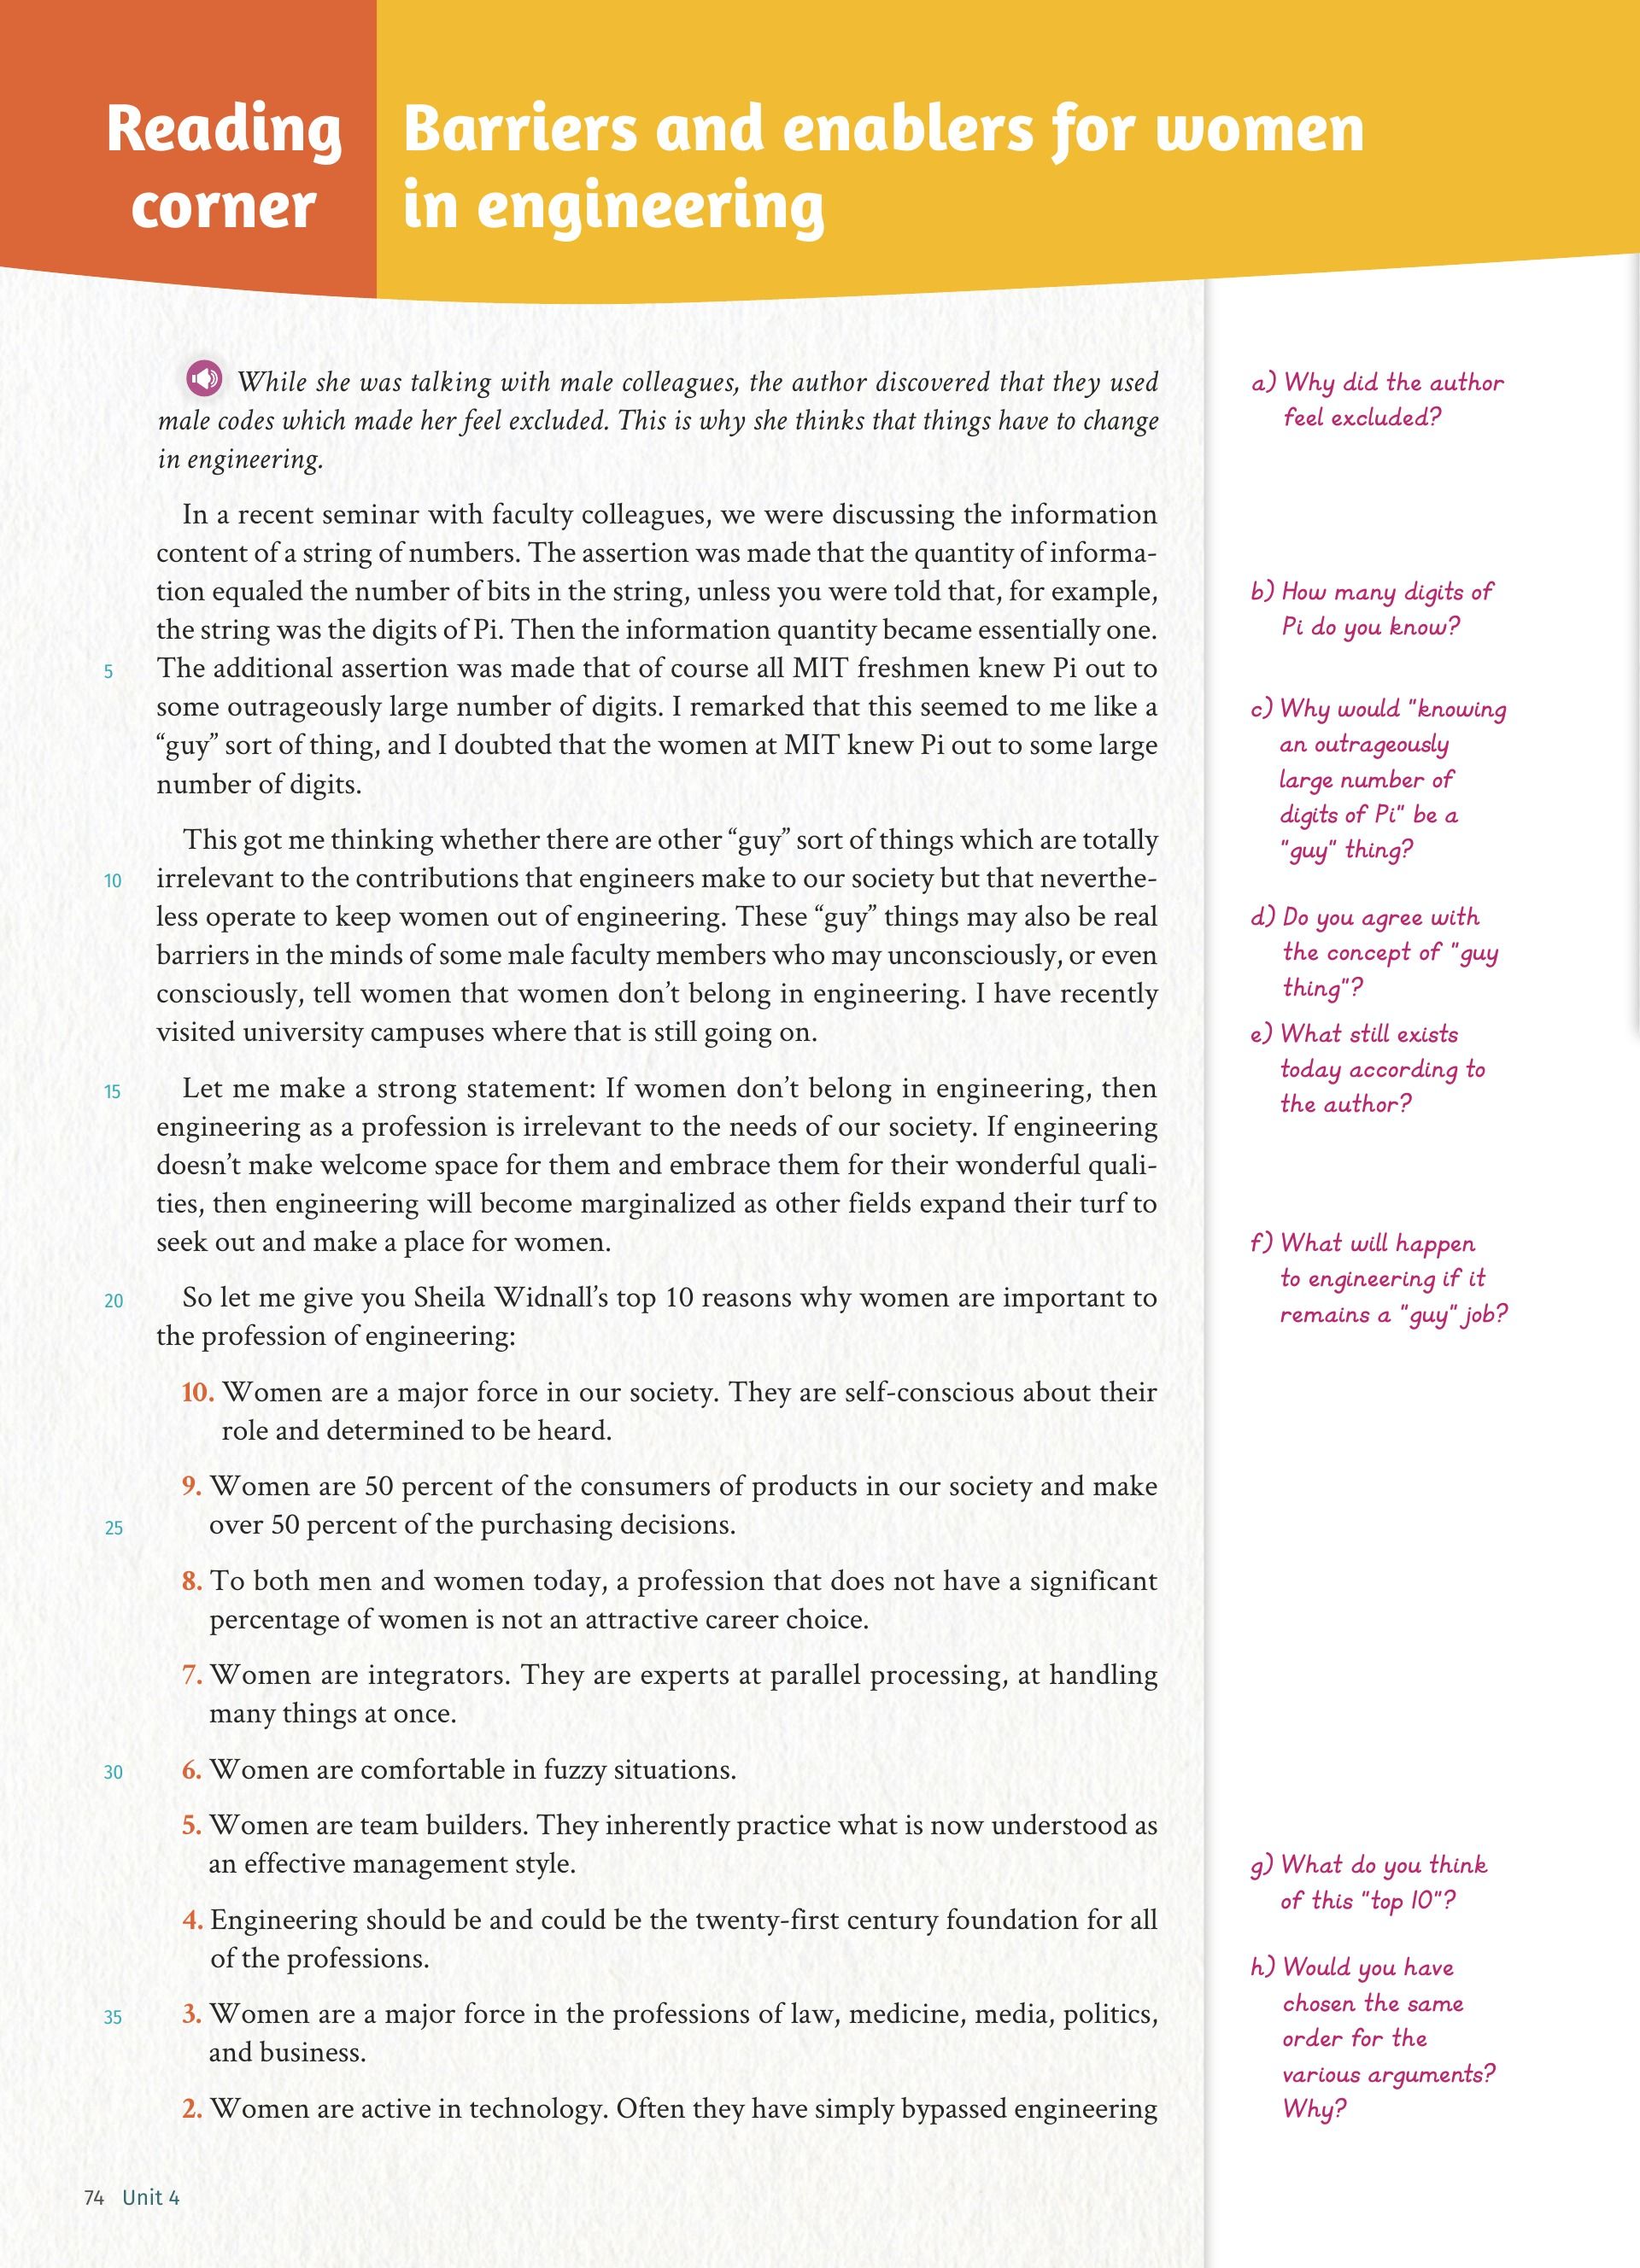 Reading
corner
Barriers and enablers for women
in engineering
While she was talking with male colleagues, the author discovered that they used
male codes which made her feel excluded. This is why she thinks that things have to change
in engineering.
In a recent seminar with faculty colleagues, we were discussing the information
content of a string of numbers. The assertion was made that the quantity of informa-
tion equaled the number of bits in the string, unless you were told that, for example,
the string was the digits of Pi. Then the information quantity became essentially one.
5 The additional assertion was made that of course all MIT freshmen knew Pi out to
some outrageously large number of digits. I remarked that this seemed to me like a
“guy” sort of thing, and I doubted that the women at MIT knew Pi out to some large
number of digits.
This got me thinking whether there are other “guy” sort of things which are totally
10 irrelevant to the contributions that engineers make to our society but that neverthe-
less operate to keep women out of engineering. These “guy” things may also be real
barriers in the minds of some male faculty members who may unconsciously, or even
consciously, tell women that women don’t belong in engineering. I have recently
visited university campuses where that is still going on.
15 Let me make a strong statement: If women don’t belong in engineering, then
engineering as a profession is irrelevant to the needs of our society. If engineering
doesn’t make welcome space for them and embrace them for their wonderful quali-
ties, then engineering will become marginalized as other fields expand their turf to
seek out and make a place for women.
20 So let me give you Sheila Widnall’s top 10 reasons why women are important to
the profession of engineering:
10. Women are a major force in our society. They are self-conscious about their
role and determined to be heard.
9. Women are 50 percent of the consumers of products in our society and make
25 over 50 percent of the purchasing decisions.
8. To both men and women today, a profession that does not have a significant
percentage of women is not an attractive career choice.
7. Women are integrators. They are experts at parallel processing, at handling
many things at once.
30 6. Women are comfortable in fuzzy situations.
5. Women are team builders. They inherently practice what is now understood as
an effective management style.
4. Engineering should be and could be the twenty-first century foundation for all
of the professions.
35 3. Women are a major force in the professions of law, medicine, media, politics,
and business.
2. Women are active in technology. Often they have simply bypassed engineering
a) Why did the author
feel excluded?
b) How many digits of
Pi do you know?
c) Why would "knowing
an outrageously
large number of
digits of Pi" be a
"guy" thing?
d) Do you agree with
the concept of "guy
thing"?
e) What still exists
today according to
the author?
f) What will happen
to engineering if it
remains a "guy" job?
g) What do you think
of this "top 10"?
h) Would you have
chosen the same
order for the
various arguments?
Why?
74 Unit 4